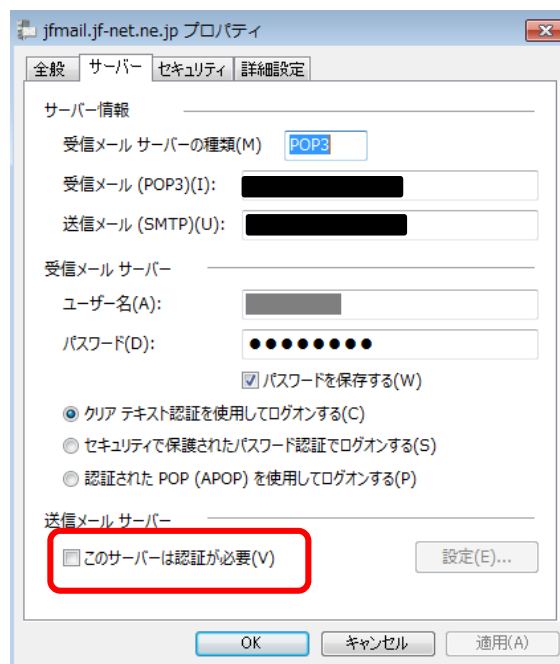 jfmail.jf-net.ne.jp プロパティ
全般 サーバー セキュリティ 詳細設定
サーバー情報
受信メール サーバーの種類(M) POP3
受信メール (POP3)(I):
送信メール (SMTP)(U):
受信メール サーバー
ユーザー名(A):
パスワード(D): ●●●●●●●●
パスワードを保存する(W)
クリア テキスト認証を使用してログオンする(C)
セキュリティで保護されたパスワード認証でログオンする(S)
認証された POP (APOP) を使用してログオンする(P)
送信メール サーバー
このサーバーは認証が必要(V) 設定(E)...
OK キャンセル 適用(A)